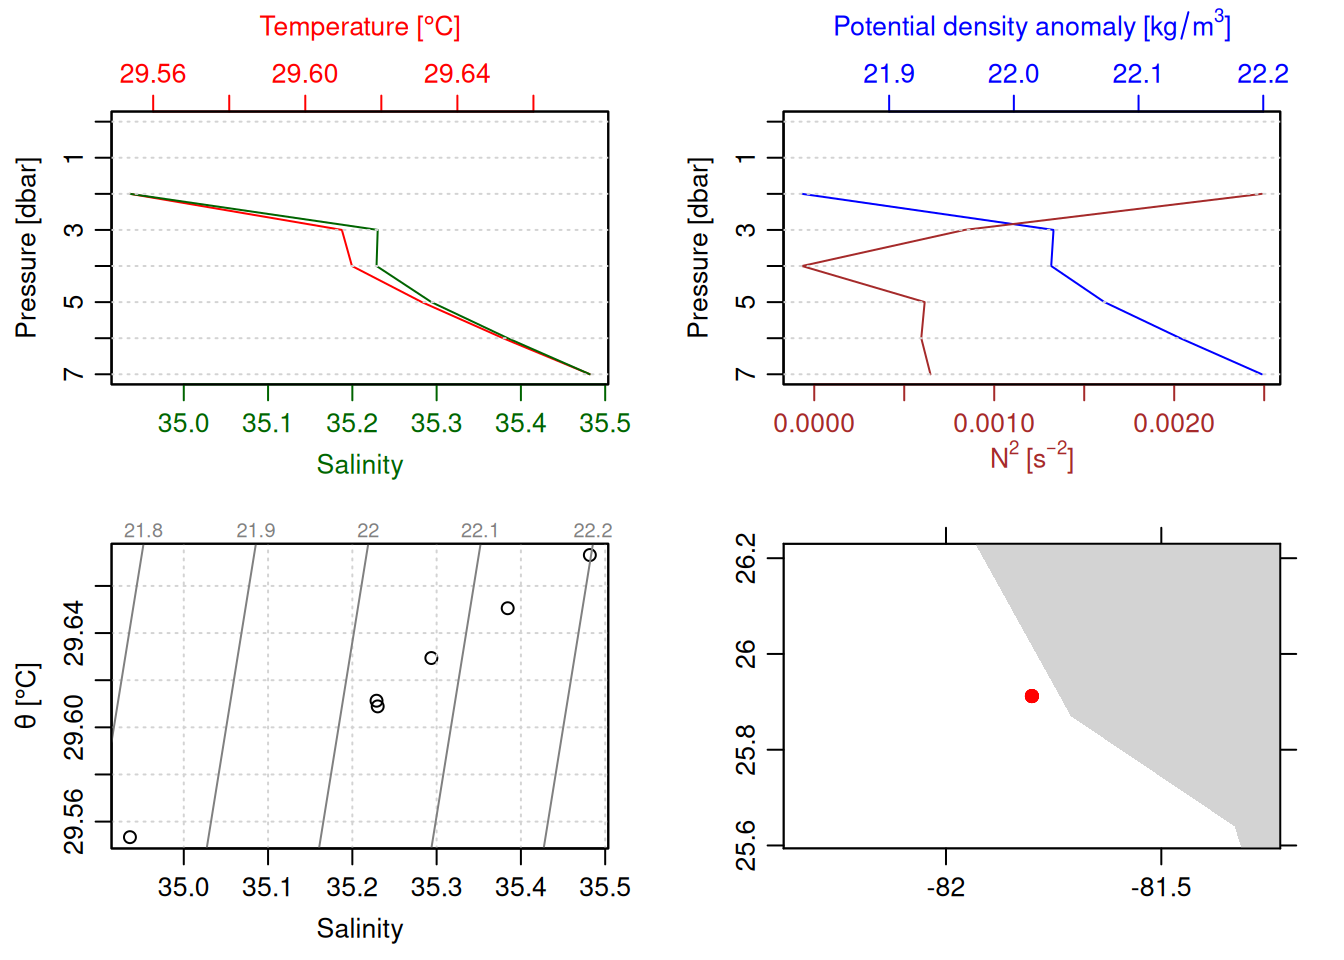 Temperature [°C]
29.56 29.60 29.64
Pressure [dbar]
1
3
5
7
35.0 35.1 35.2 35.3 35.4 35.5
Salinity
Potential density anomaly [kg/m³]
21.9 22.0 22.1 22.2
Pressure [dbar]
1
3
5
7
0.0000 0.0010 0.0020
N² [s⁻²]
21.8 21.9 22 22.1 22.2
θ [°C]
29.64
29.60
29.56
35.0 35.1 35.2 35.3 35.4 35.5
Salinity
26.2
26
25.8
25.6
-82 -81.5